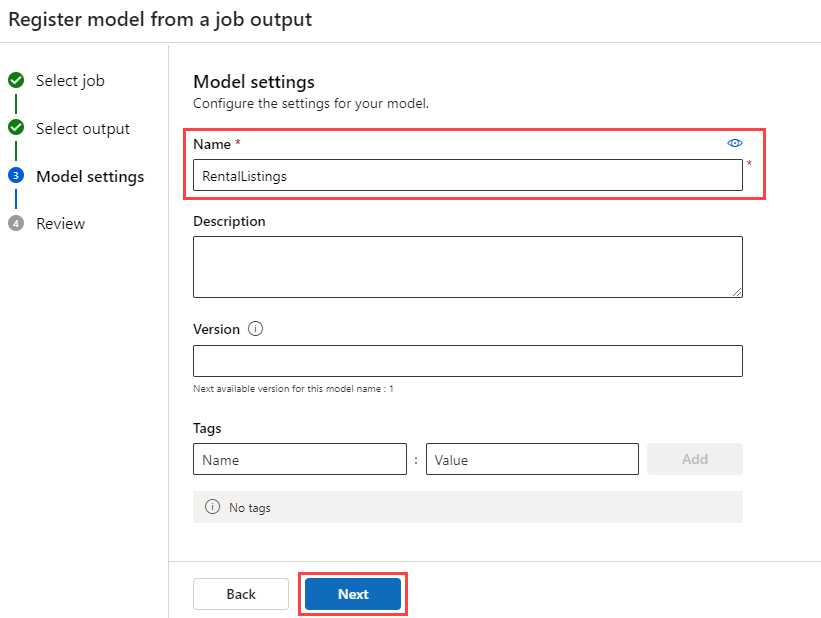 Register model from a job output
Select job
Select output
3 Model settings
4 Review
Model settings
Configure the settings for your model.
Name *
RentalListings
*
Description
Version
Next available version for this model name : 1
Tags
Name : Value Add
No tags
Back Next